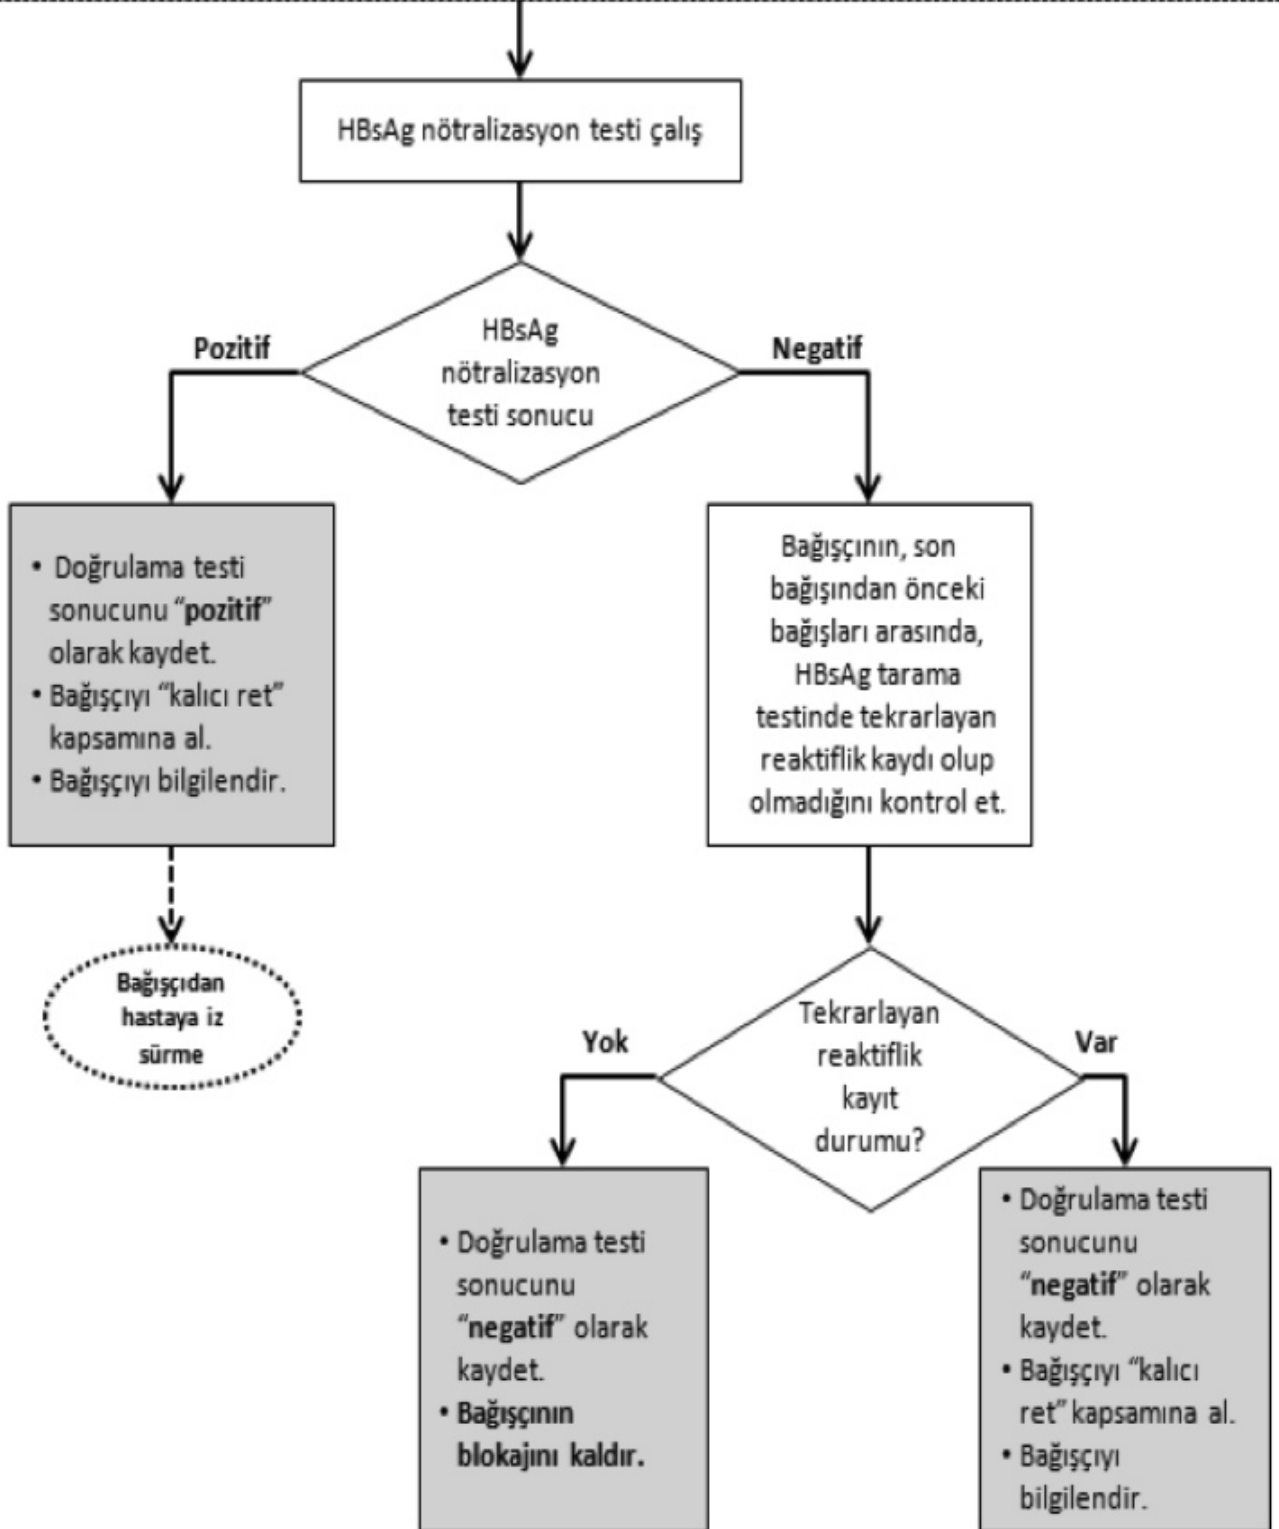 HBsAg nötralizasyon testi çalış
HBsAg
nötralizasyon
testi sonucu
Pozitif
Negatif
• Doğrulama testi
sonucunu “pozitif”
olarak kaydet.
• Bağışçıyı “kalıcı ret”
kapsamına al.
• Bağışçıyı bilgilendir.
Bağışçının, son
bağışından önceki
bağışları arasında,
HBsAg tarama
testinde tekrarlayan
reaktiflik kaydı olup
olmadığını kontrol et.
Bağışçıdan
hastaya iz
sürme
Tekrarlayan
reaktiflik
kayıt
durumu?
Yok
Var
• Doğrulama testi
sonucunu
“negatif” olarak
kaydet.
• Bağışçının
blokajını kaldır.
• Doğrulama testi
sonucunu
“negatif” olarak
kaydet.
• Bağışçıyı “kalıcı
ret” kapsamına al.
• Bağışçıyı
bilgilendir.